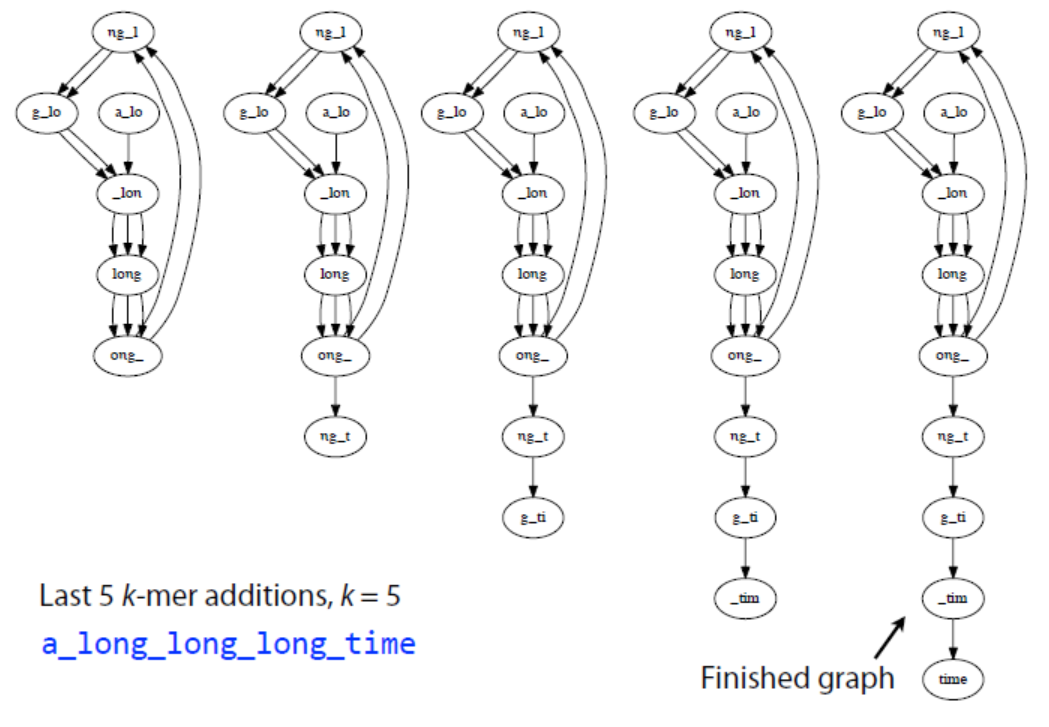 ng_l ng_l ng_l ng_l ng_l
g_lo a_lo g_lo a_lo g_lo a_lo g_lo a_lo g_lo a_lo
_lon _lon _lon _lon _lon
long long long long long
ong_ ong_ ong_ ong_ ong_
ng_t ng_t ng_t ng_t
g_ti g_ti g_ti
_tim _tim
Last 5 k-mer additions, k = 5
a_long_long_long_time
Finished graph
time